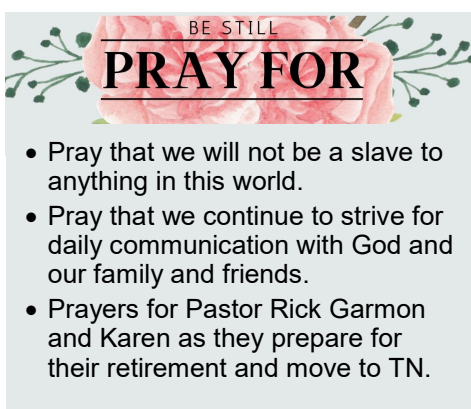 BE STILL
PRAY FOR
• Pray that we will not be a slave to
anything in this world.
• Pray that we continue to strive for
daily communication with God and
our family and friends.
• Prayers for Pastor Rick Garmon
and Karen as they prepare for
their retirement and move to TN.